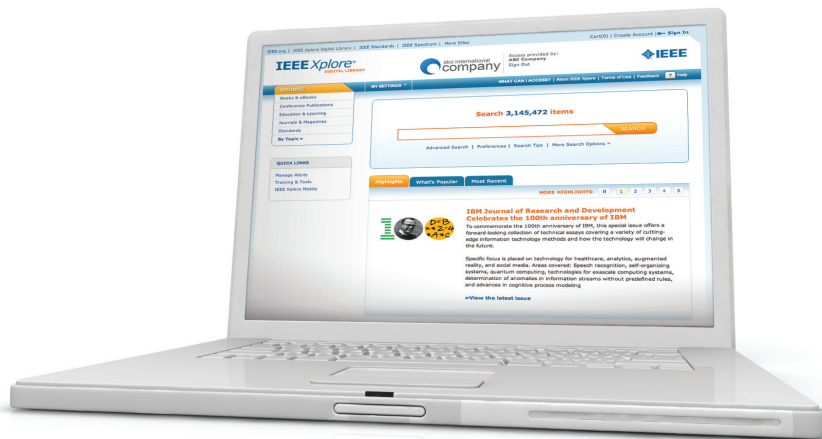 IEEE.org | IEEE Xplore Digital Library | IEEE Standards | IEEE Spectrum | More Sites
Cart(0) | Create Account | Sign In
IEEE Xplore®
DIGITAL LIBRARY
abc international
company
Access provided by:
ABC Company
Sign Out
IEEE
BROWSE
MY SETTINGS
WHAT CAN I ACCESS? | About IEEE Xplore | Terms of Use | Feedback ? Help
Books & eBooks
Conference Publications
Education & Learning
Journals & Magazines
Standards
By Topic
Search 3,145,472 items
SEARCH
Advanced Search | Preferences | Search Tips | More Search Options
QUICK LINKS
Manage Alerts
Training & Tools
IEEE Xplore Mobile
Highlights What's Popular Most Recent
MORE HIGHLIGHTS: 1 2 3 4 5
IBM Journal of Research and Development
Celebrates the 100th anniversary of IBM
To commemorate the 100th anniversary of IBM, this special issue offers a
forward-looking collection of technical essays covering a variety of cutting-
edge information technology methods and how the technology will change in
the future.
Specific focus is placed on technology for healthcare, analytics, augmented
reality, and social media. Areas covered: Speech recognition, self-organizing
systems, quantum computing, technologies for exascale computing systems,
determination of anomalies in information streams without predefined rules,
and advances in cognitive process modeling
»View the latest issue